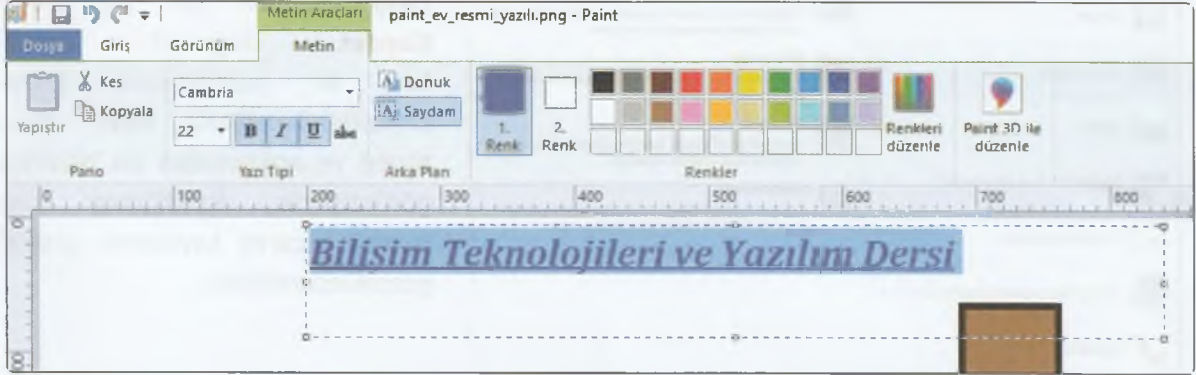 Metin Araçları paint_ev_resmi_yazılı.png - Paint
Dosya Giriş Görünüm Metin
Yapıştır
Kes
Kopyala
Pano
Cambria
22 B I U abc
Yazı Tipi
Donuk
Saydam
Arka Plan
1.
Renk
2.
Renk
Renkleri
düzenle
Renkler
Paint 3D ile
düzenle
0 100 200 300 400 500 600 700 800
0
Bilişim Teknolojileri ve Yazılım Dersi